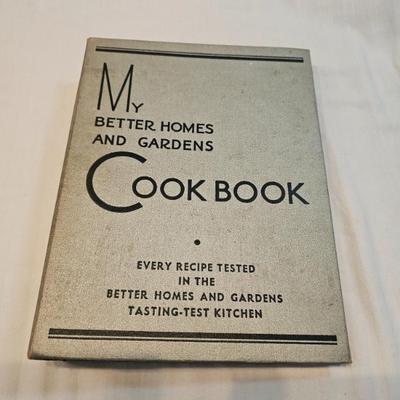 My
BETTER HOMES
AND GARDENS
COOK BOOK
EVERY RECIPE TESTED
IN THE
BETTER HOMES AND GARDENS
TASTING-TEST KITCHEN